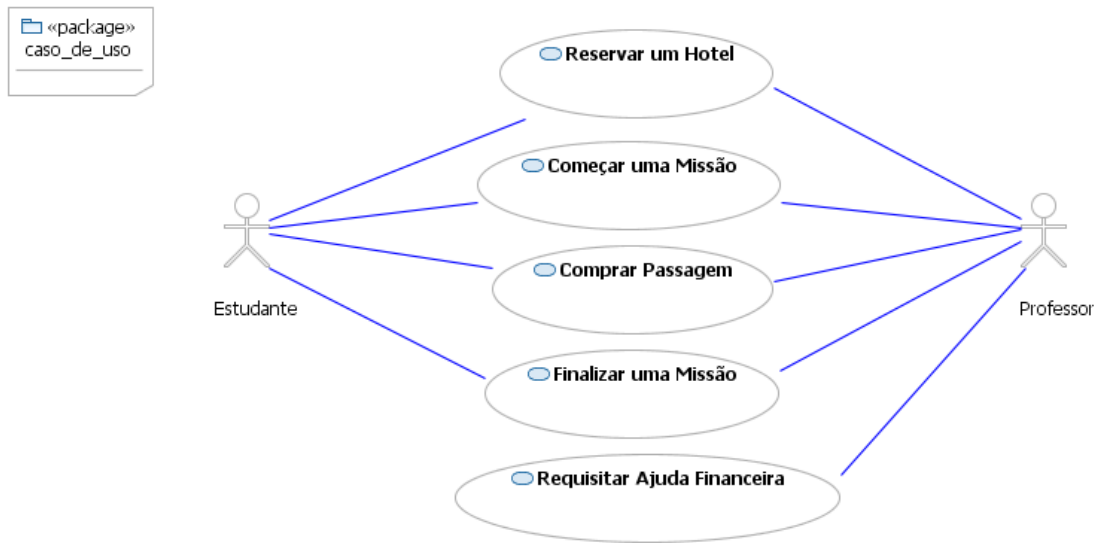 «package»
caso_de_uso
Reservar um Hotel
Começar uma Missão
Comprar Passagem
Estudante
Professor
Finalizar uma Missão
Requisitar Ajuda Financeira